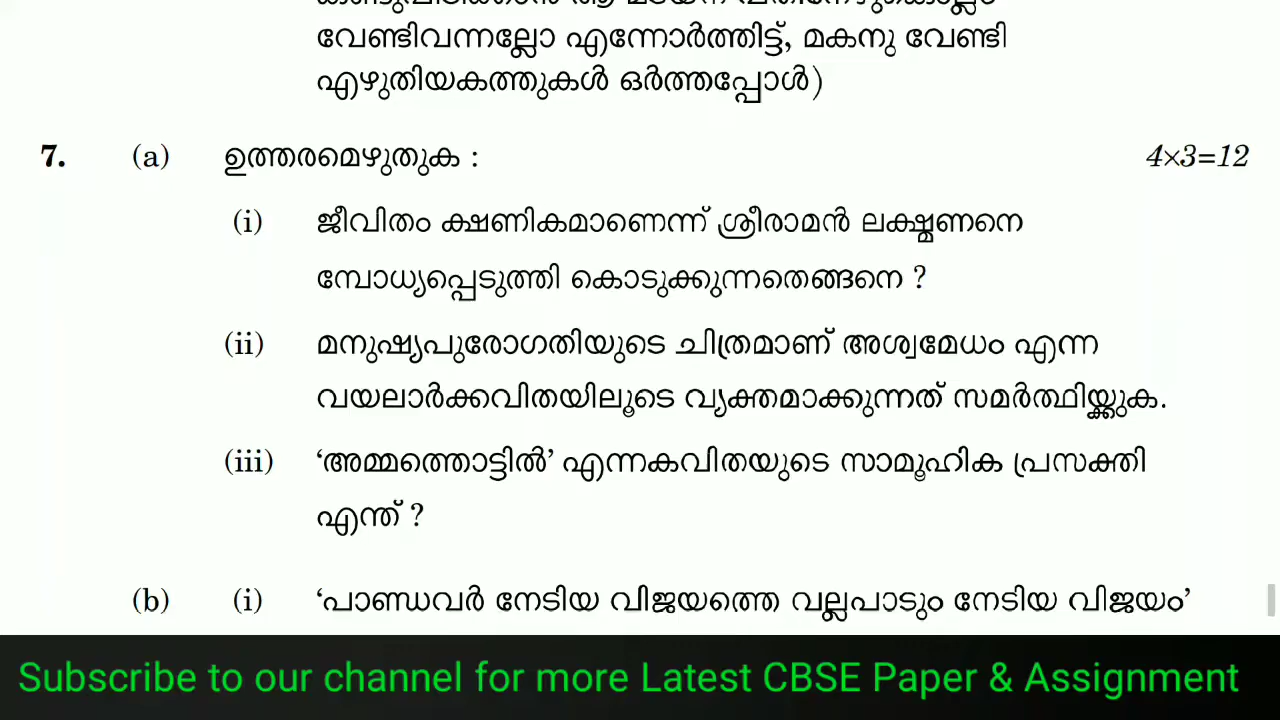 വേണ്ടിവന്നല്ലോ എന്നോർത്തിട്ട്, മകനു വേണ്ടി
എഴുതിയകത്തുകൾ ഒർത്തപ്പോൾ)
7. (a) ഉത്തരമെഴുതുക : 4×3=12
(i) ജീവിതം ക്ഷണികമാണെന്ന് ശ്രീരാമൻ ലക്ഷ്മണനെ
മ്പോധ്യപ്പെടുത്തി കൊടുക്കുന്നതെങ്ങനെ ?
(ii) മനുഷ്യപുരോഗതിയുടെ ചിത്രമാണ് അശ്വമേധം എന്ന
വയലാർക്കവിതയിലൂടെ വ്യക്തമാക്കുന്നത് സമർത്ഥിയ്ക്കുക.
(iii) ‘അമ്മത്തൊട്ടിൽ’ എന്നകവിതയുടെ സാമൂഹിക പ്രസക്തി
എന്ത് ?
(b) (i) ‘പാണ്ഡവർ നേടിയ വിജയത്തെ വല്ലപാടും നേടിയ വിജയം’
Subscribe to our channel for more Latest CBSE Paper & Assignment